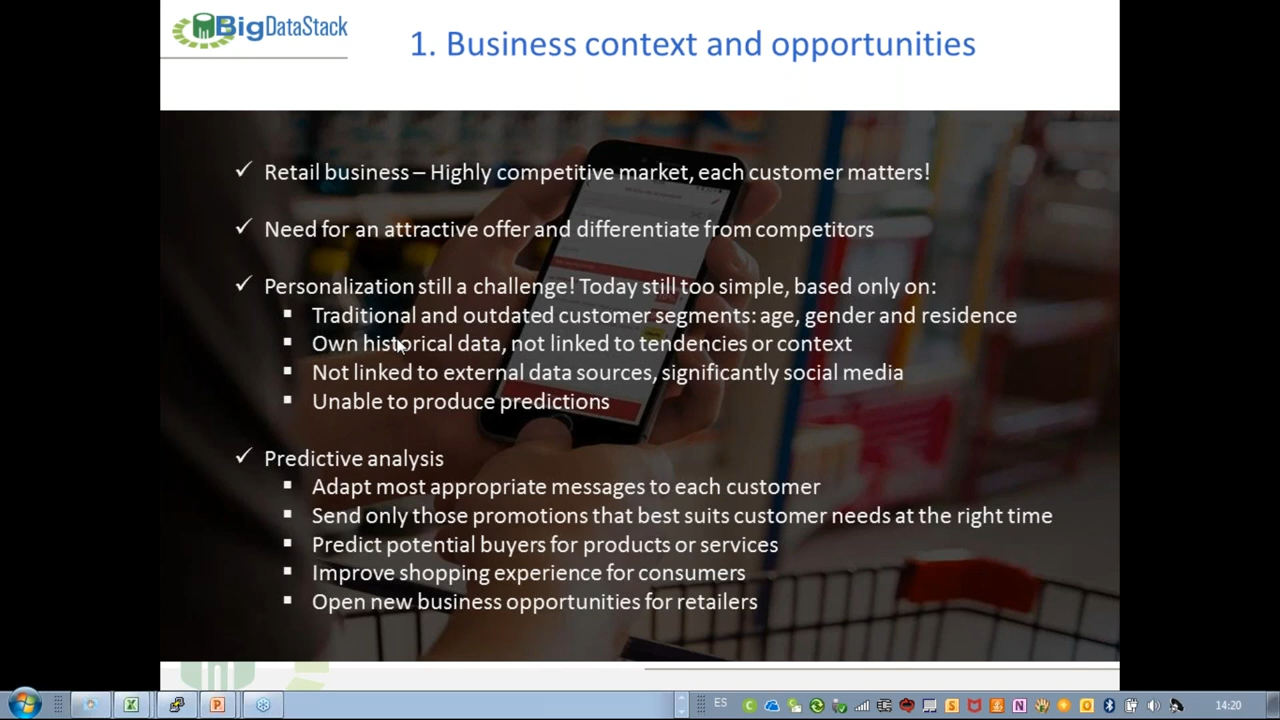 BigDataStack
1. Business context and opportunities
✓ Retail business – Highly competitive market, each customer matters!
✓ Need for an attractive offer and differentiate from competitors
✓ Personalization still a challenge! Today still too simple, based only on:
▪ Traditional and outdated customer segments: age, gender and residence
▪ Own historical data, not linked to tendencies or context
▪ Not linked to external data sources, significantly social media
▪ Unable to produce predictions
✓ Predictive analysis
▪ Adapt most appropriate messages to each customer
▪ Send only those promotions that best suits customer needs at the right time
▪ Predict potential buyers for products or services
▪ Improve shopping experience for consumers
▪ Open new business opportunities for retailers
ES
14:20